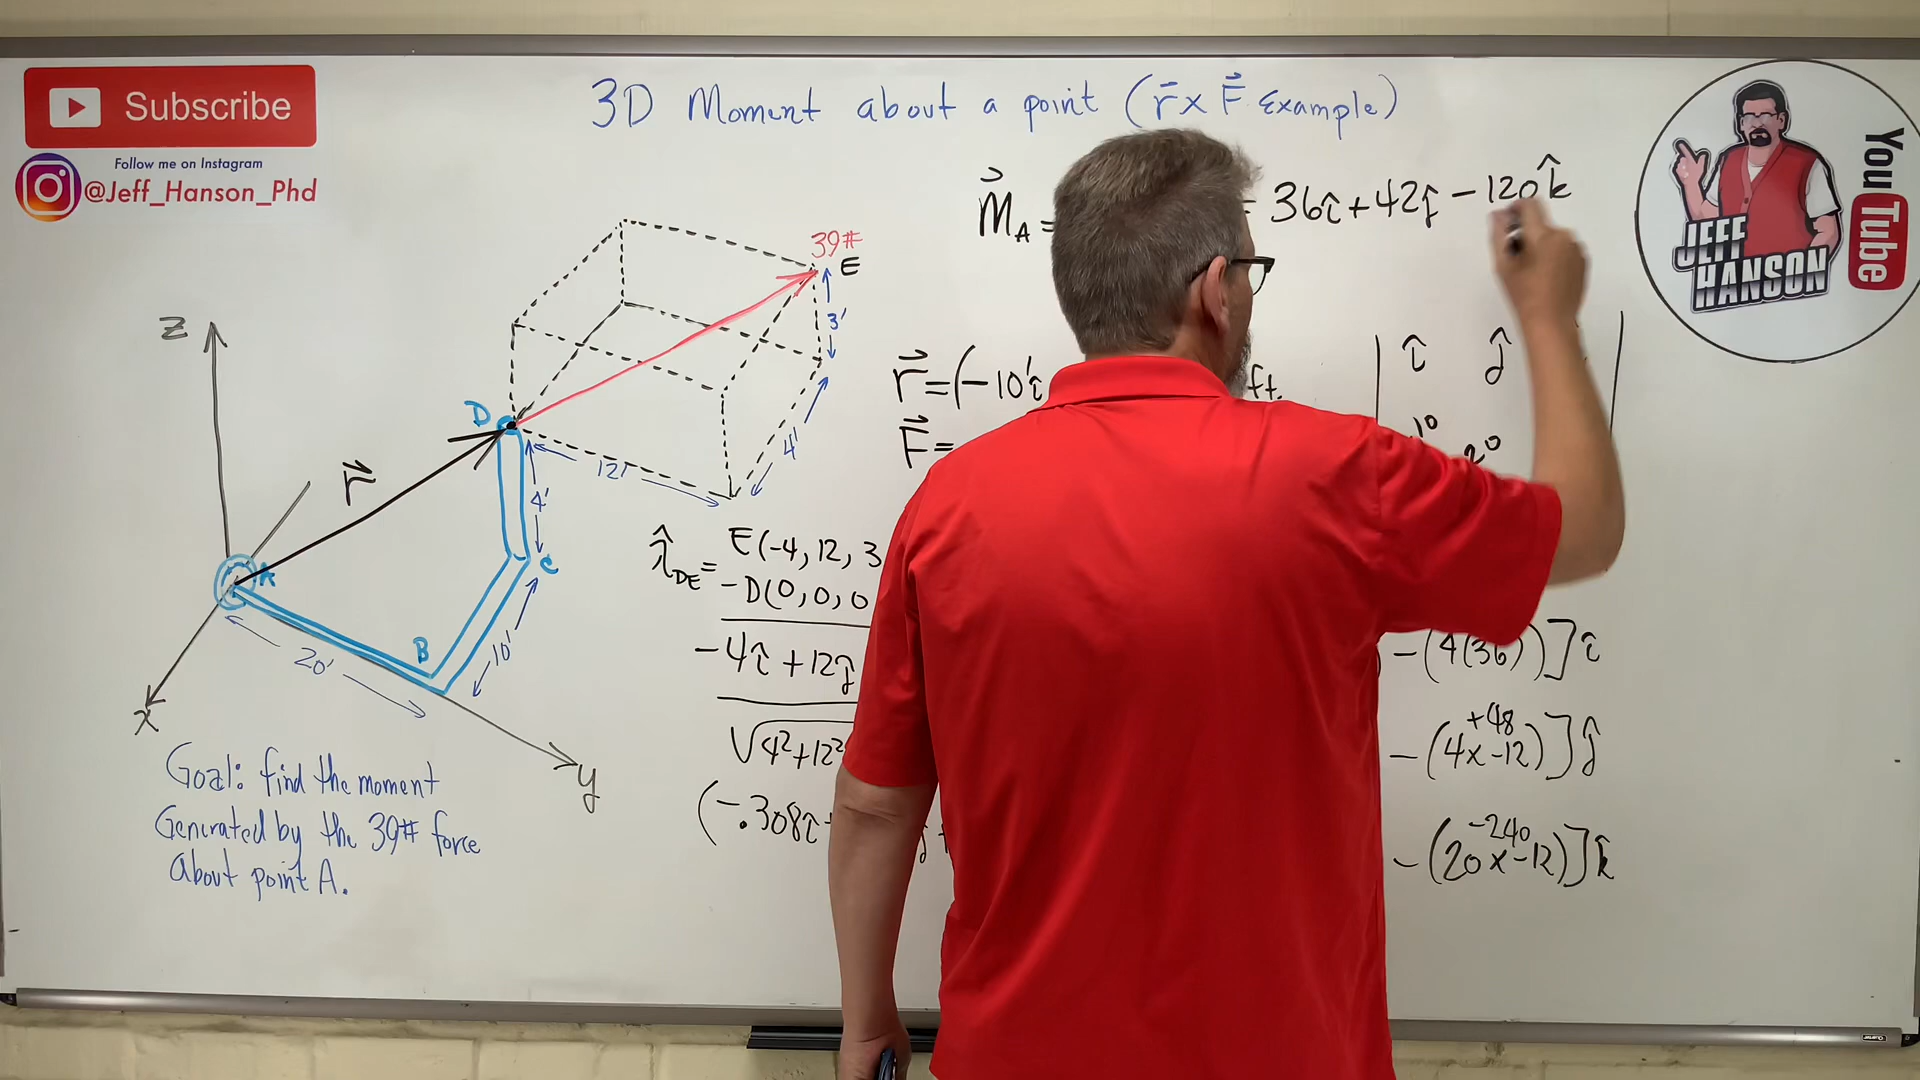 Subscribe
Follow me on Instagram
@Jeff_Hanson_Phd
3D Moment about a point (r⃗ x F⃗ Example)
M⃗A =
= 36î + 42ĵ - 120k̂
JEFF
HANSON
YouTube
39#
E
3'
4'
12'
D
4'
C
10'
B
20'
A
r⃗
Z
x
y
r⃗ = (-10'î
ft.
F⃗ =
î ĵ
10
20
λ̂DE =
E(-4, 12, 3
-D(0, 0, 0
-4î + 12ĵ
√4²+12²
(-.308î
-(4(36))]î
+48
-(4x-12)]ĵ
-240
-(20x-12)]k̂
Goal: find the moment
Generated by the 39# force
About point A.